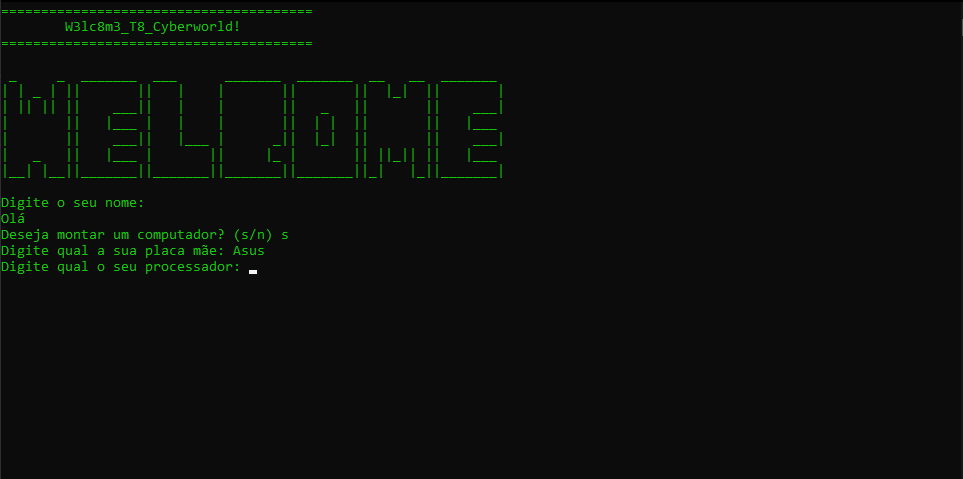 =======================================
        W3lc8m3_T8_Cyberworld!
=======================================
WELCOME
Digite o seu nome:
Olá
Deseja montar um computador? (s/n) s
Digite qual a sua placa mãe: Asus
Digite qual o seu processador: